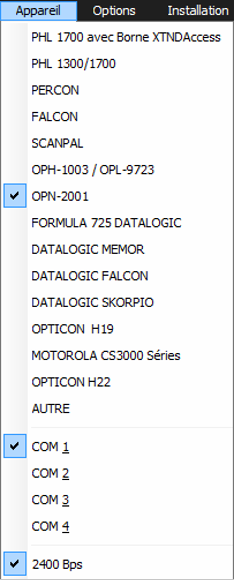 Appareil Options Installation
PHL 1700 avec Borne XTNDAccess
PHL 1300/1700
PERCON
FALCON
SCANPAL
OPH-1003 / OPL-9723
OPN-2001
FORMULA 725 DATALOGIC
DATALOGIC MEMOR
DATALOGIC FALCON
DATALOGIC SKORPIO
OPTICON H19
MOTOROLA CS3000 Séries
OPTICON H22
AUTRE
COM 1
COM 2
COM 3
COM 4
2400 Bps